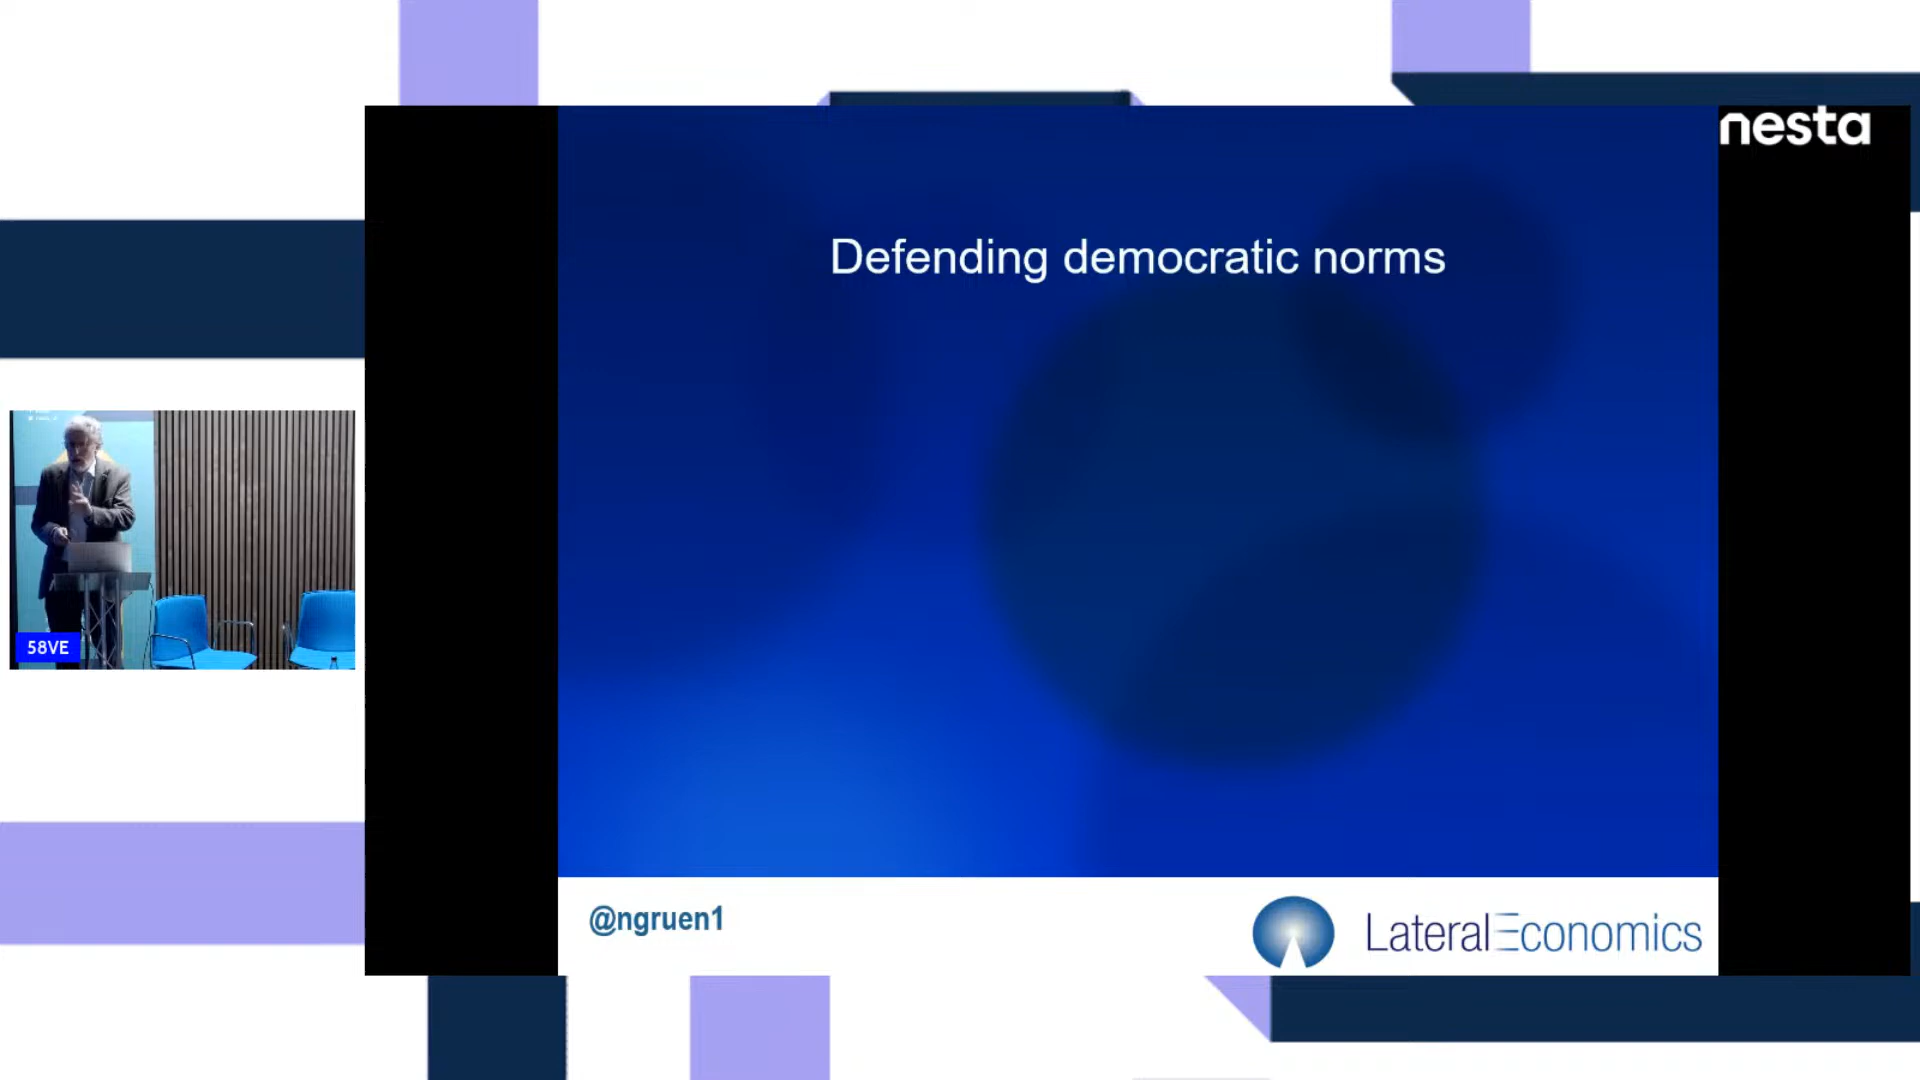 nesta
Defending democratic norms
58VE
@ngruen1
LateralEconomics